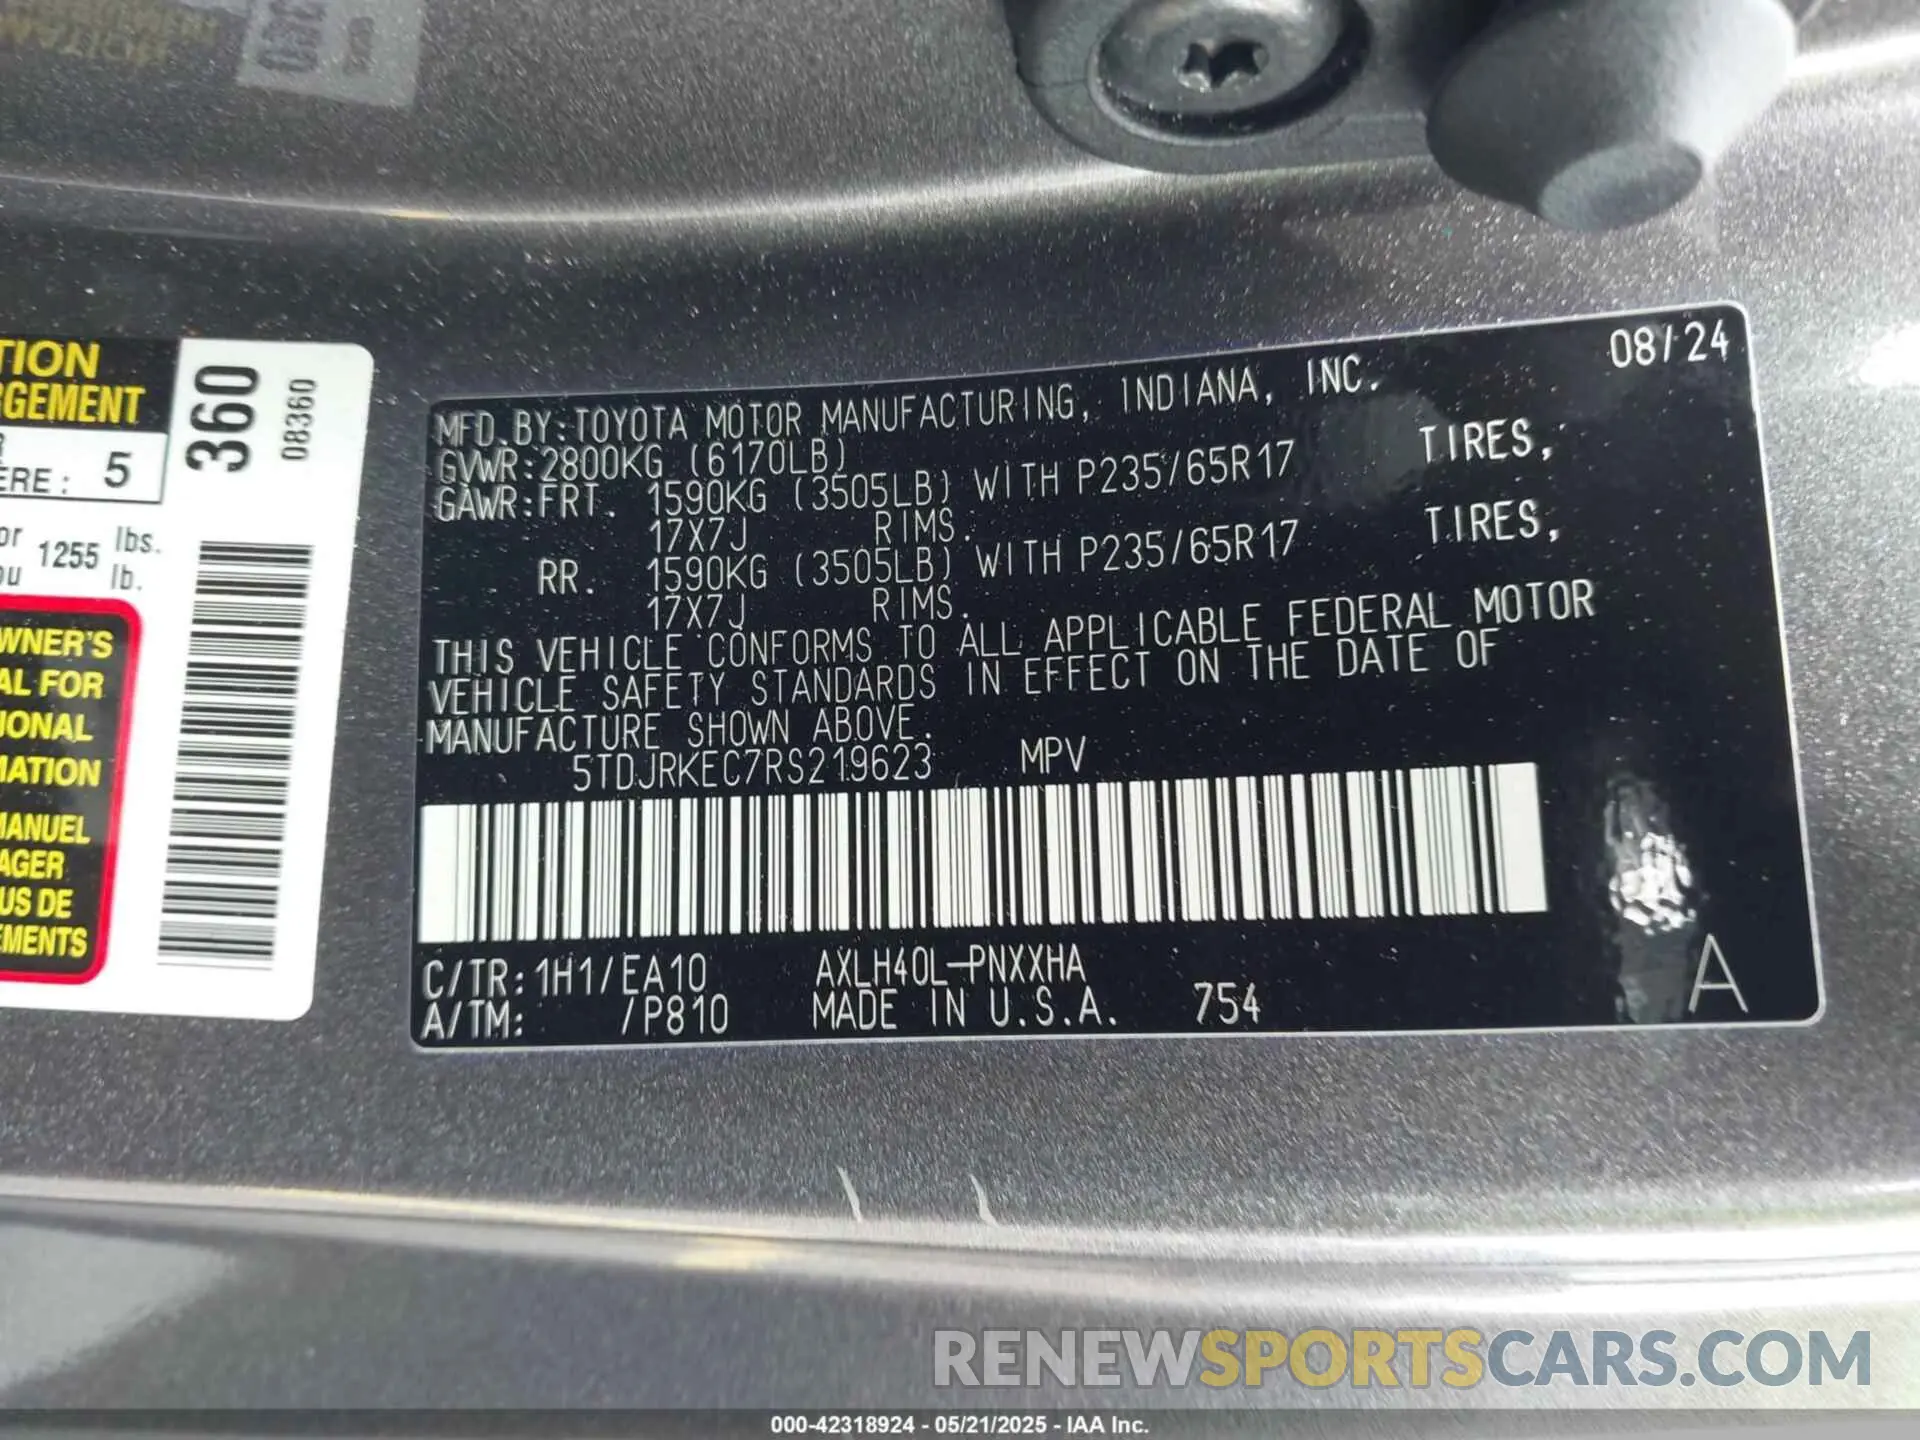 TION
RGEMENT
ÈRE : 5
or 1255 lbs.
ou lb.
WNER'S
AL FOR
IONAL
MATION
MANUEL
AGER
US DE
EMENTS
360
08360
08/24
MFD.BY:TOYOTA MOTOR MANUFACTURING, INDIANA, INC.
GVWR:2800KG (6170LB)
GAWR:FRT. 1590KG (3505LB) WITH P235/65R17 TIRES,
17X7J RIMS.
RR. 1590KG (3505LB) WITH P235/65R17 TIRES,
17X7J RIMS.
THIS VEHICLE CONFORMS TO ALL APPLICABLE FEDERAL MOTOR
VEHICLE SAFETY STANDARDS IN EFFECT ON THE DATE OF
MANUFACTURE SHOWN ABOVE.
5TDJRKEC7RS219623 MPV
C/TR:1H1/EA10 AXLH40L-PNXXHA
A/TM: /P810 MADE IN U.S.A. 754
A
RENEWSPORTSCARS.COM
000-42318924 - 05/21/2025 - IAA Inc.